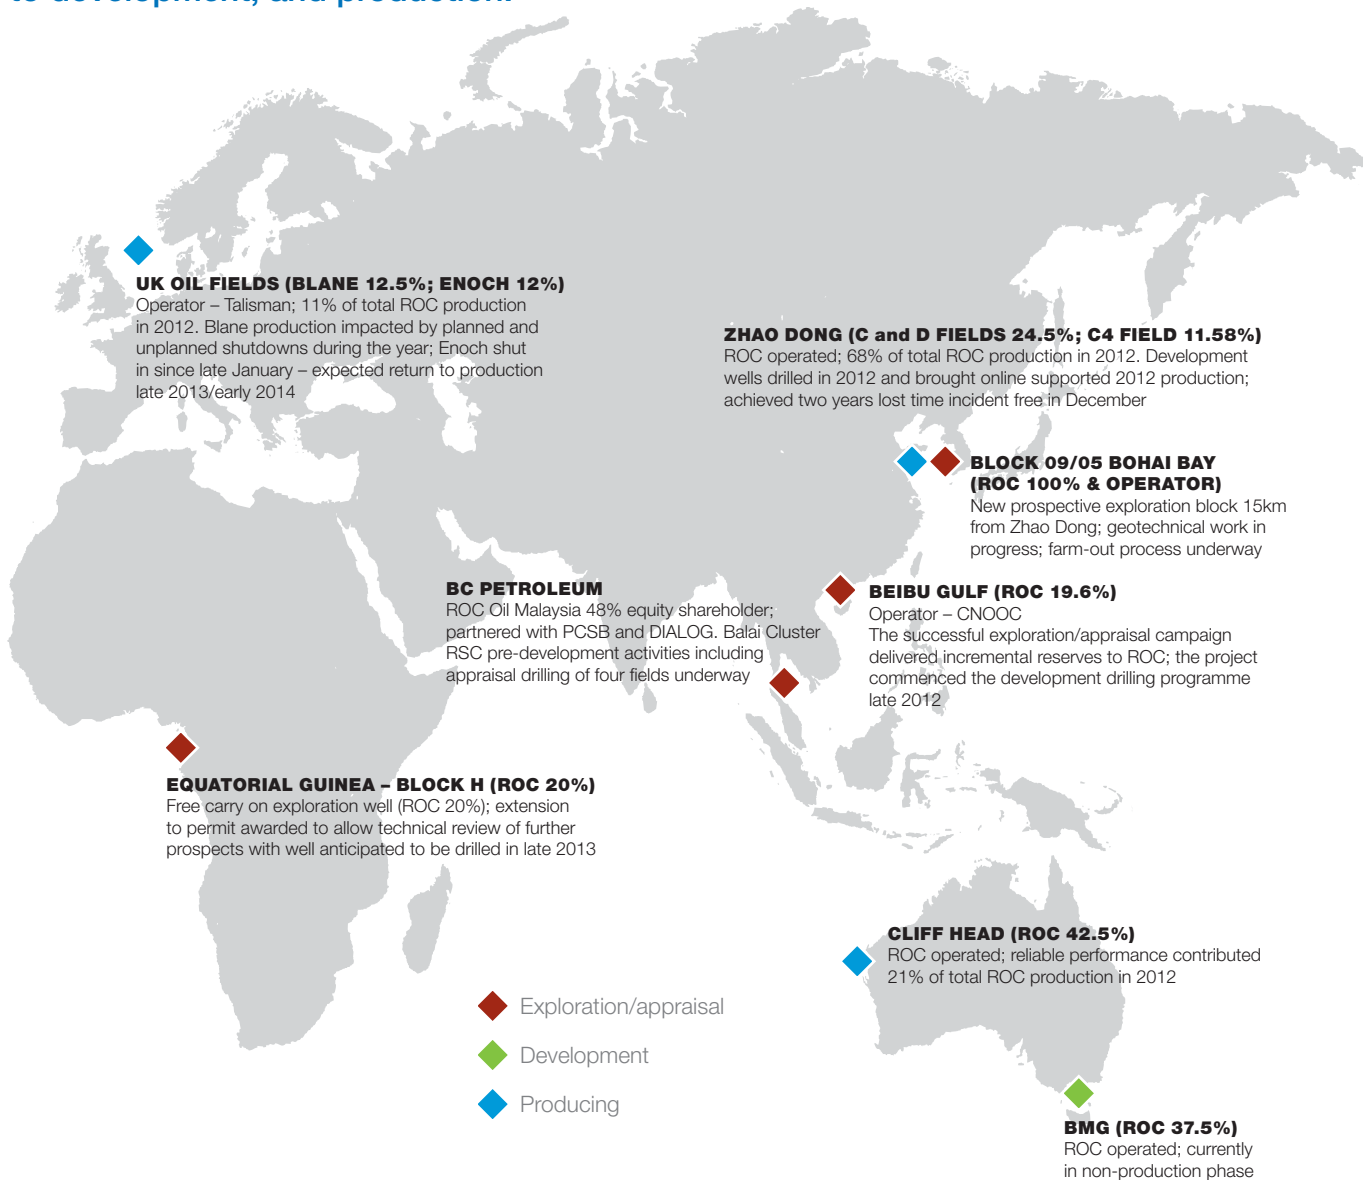 to development, and production.
UK OIL FIELDS (BLANE 12.5%; ENOCH 12%)
Operator – Talisman; 11% of total ROC production
in 2012. Blane production impacted by planned and
unplanned shutdowns during the year; Enoch shut
in since late January – expected return to production
late 2013/early 2014
ZHAO DONG (C and D FIELDS 24.5%; C4 FIELD 11.58%)
ROC operated; 68% of total ROC production in 2012. Development
wells drilled in 2012 and brought online supported 2012 production;
achieved two years lost time incident free in December
BLOCK 09/05 BOHAI BAY
(ROC 100% & OPERATOR)
New prospective exploration block 15km
from Zhao Dong; geotechnical work in
progress; farm-out process underway
BC PETROLEUM
ROC Oil Malaysia 48% equity shareholder;
partnered with PCSB and DIALOG. Balai Cluster
RSC pre-development activities including
appraisal drilling of four fields underway
BEIBU GULF (ROC 19.6%)
Operator – CNOOC
The successful exploration/appraisal campaign
delivered incremental reserves to ROC; the project
commenced the development drilling programme
late 2012
EQUATORIAL GUINEA – BLOCK H (ROC 20%)
Free carry on exploration well (ROC 20%); extension
to permit awarded to allow technical review of further
prospects with well anticipated to be drilled in late 2013
CLIFF HEAD (ROC 42.5%)
ROC operated; reliable performance contributed
21% of total ROC production in 2012
Exploration/appraisal
Development
Producing
BMG (ROC 37.5%)
ROC operated; currently
in non-production phase